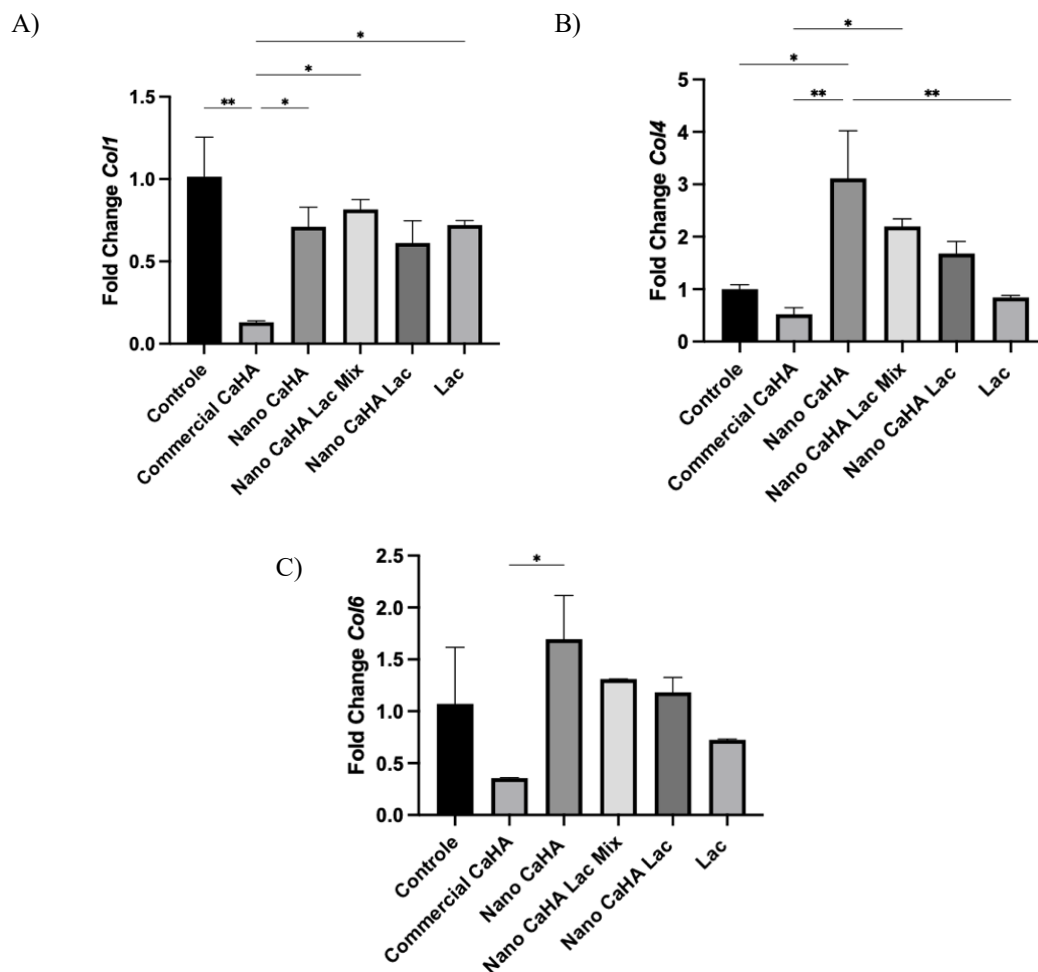 A)
*
*
** *
1.5
1.0
0.5
0.0
Fold Change Col1
Controle
Commercial CaHA
Nano CaHA
Nano CaHA Lac Mix
Nano CaHA Lac
Lac
B)
*
*
** **
5
4
3
2
1
0
Fold Change Col4
Controle
Commercial CaHA
Nano CaHA
Nano CaHA Lac Mix
Nano CaHA Lac
Lac
C)
*
2.5
2.0
1.5
1.0
0.5
0.0
Fold Change Col6
Controle
Commercial CaHA
Nano CaHA
Nano CaHA Lac Mix
Nano CaHA Lac
Lac